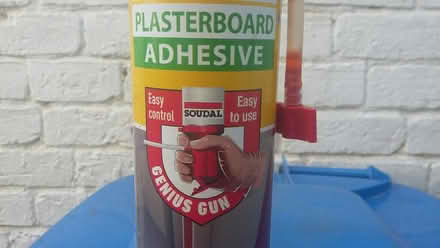 PLASTERBOARD
ADHESIVE
Easy
control
SOUDAL
Easy
to use
GENIUS GUN